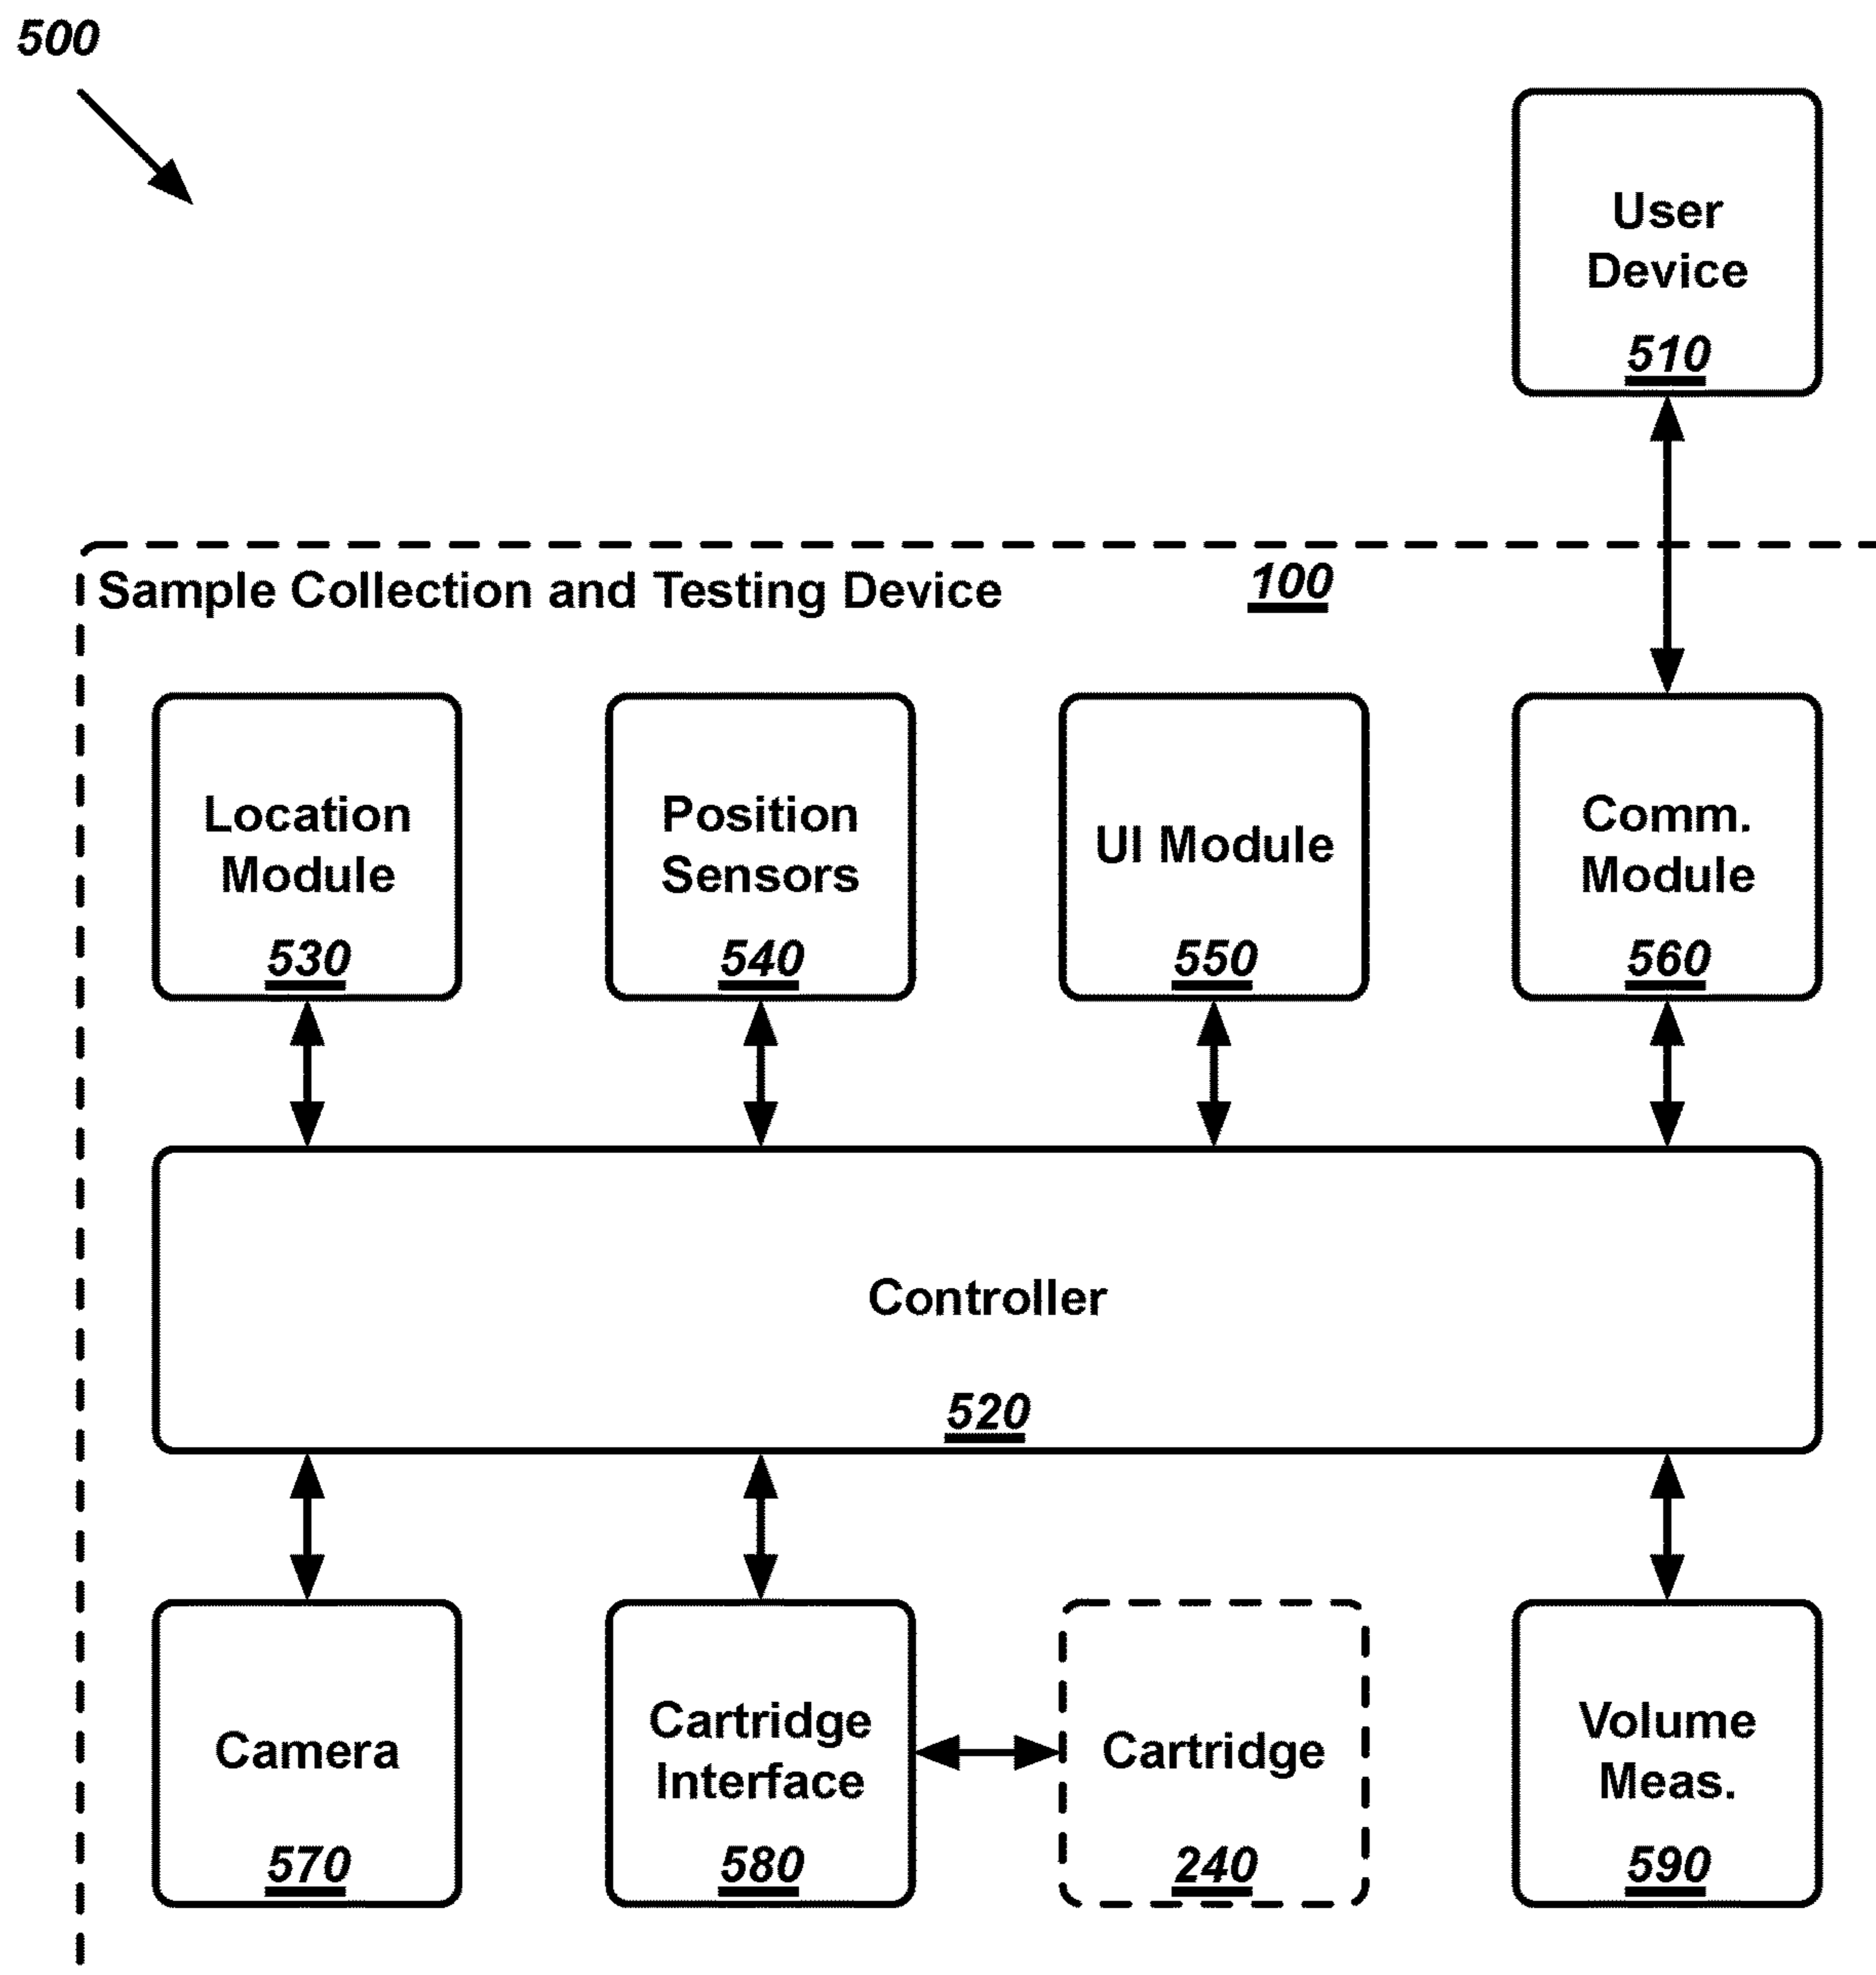 500
User
Device
510
Sample Collection and Testing Device 100
Location
Module
530
Position
Sensors
540
UI Module
550
Comm.
Module
560
Controller
520
Camera
570
Cartridge
Interface
580
Cartridge
240
Volume
Meas.
590